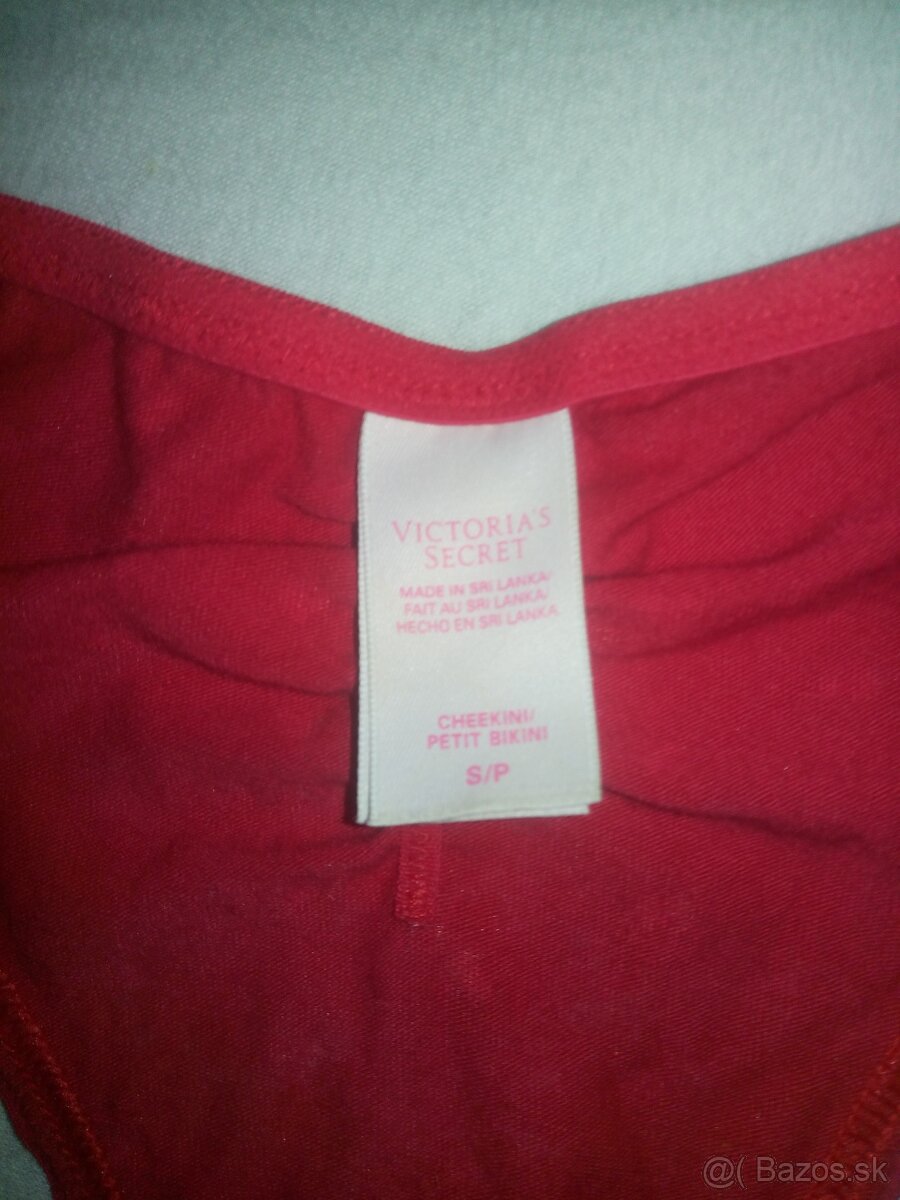 VICTORIA'S
SECRET
MADE IN SRI LANKA/
FAIT AU SRI LANKA/
HECHO EN SRI LANKA
CHEEKINI/
PETIT BIKINI
S/P
@( Bazos.sk